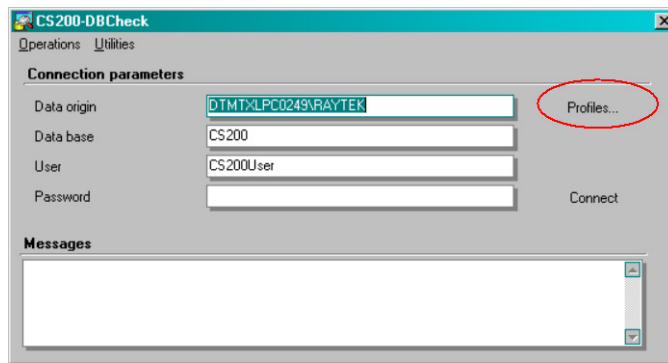 CS200-DBCheck
Operations Utilities
Connection parameters
Data origin DTMTXLPC0249\RAYTEK Profiles...
Data base CS200
User CS200User
Password Connect
Messages